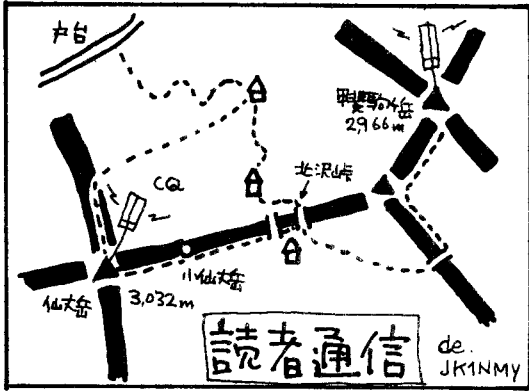 戸台
甲斐駒ケ岳
2,966m
北沢峠
CQ
小仙丈岳
仙丈岳
3,032m
読者通信
de.
JK1NMY